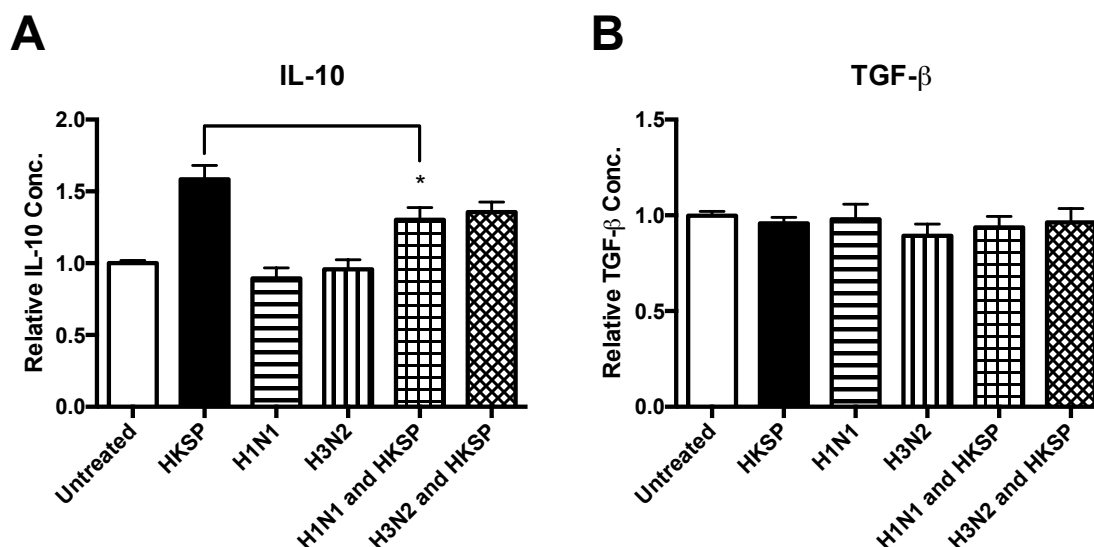 A
IL-10
Relative IL-10 Conc.
2.0
1.5
1.0
0.5
0.0
*
Untreated
HKSP
H1N1
H3N2
H1N1 and HKSP
H3N2 and HKSP
B
TGF-β
Relative TGF-β Conc.
1.5
1.0
0.5
0.0
Untreated
HKSP
H1N1
H3N2
H1N1 and HKSP
H3N2 and HKSP